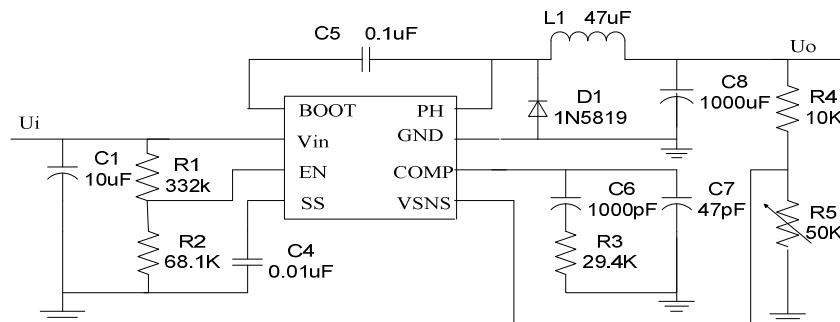 L1 47uF
C5 0.1uF
Uo
BOOT PH
D1
1N5819
C8
1000uF
R4
10K
Ui
Vin GND
C1
10uF
R1
332k
EN COMP
SS VSNS
C6
1000pF
C7
47pF
R5
50K
R2
68.1K
C4
0.01uF
R3
29.4K